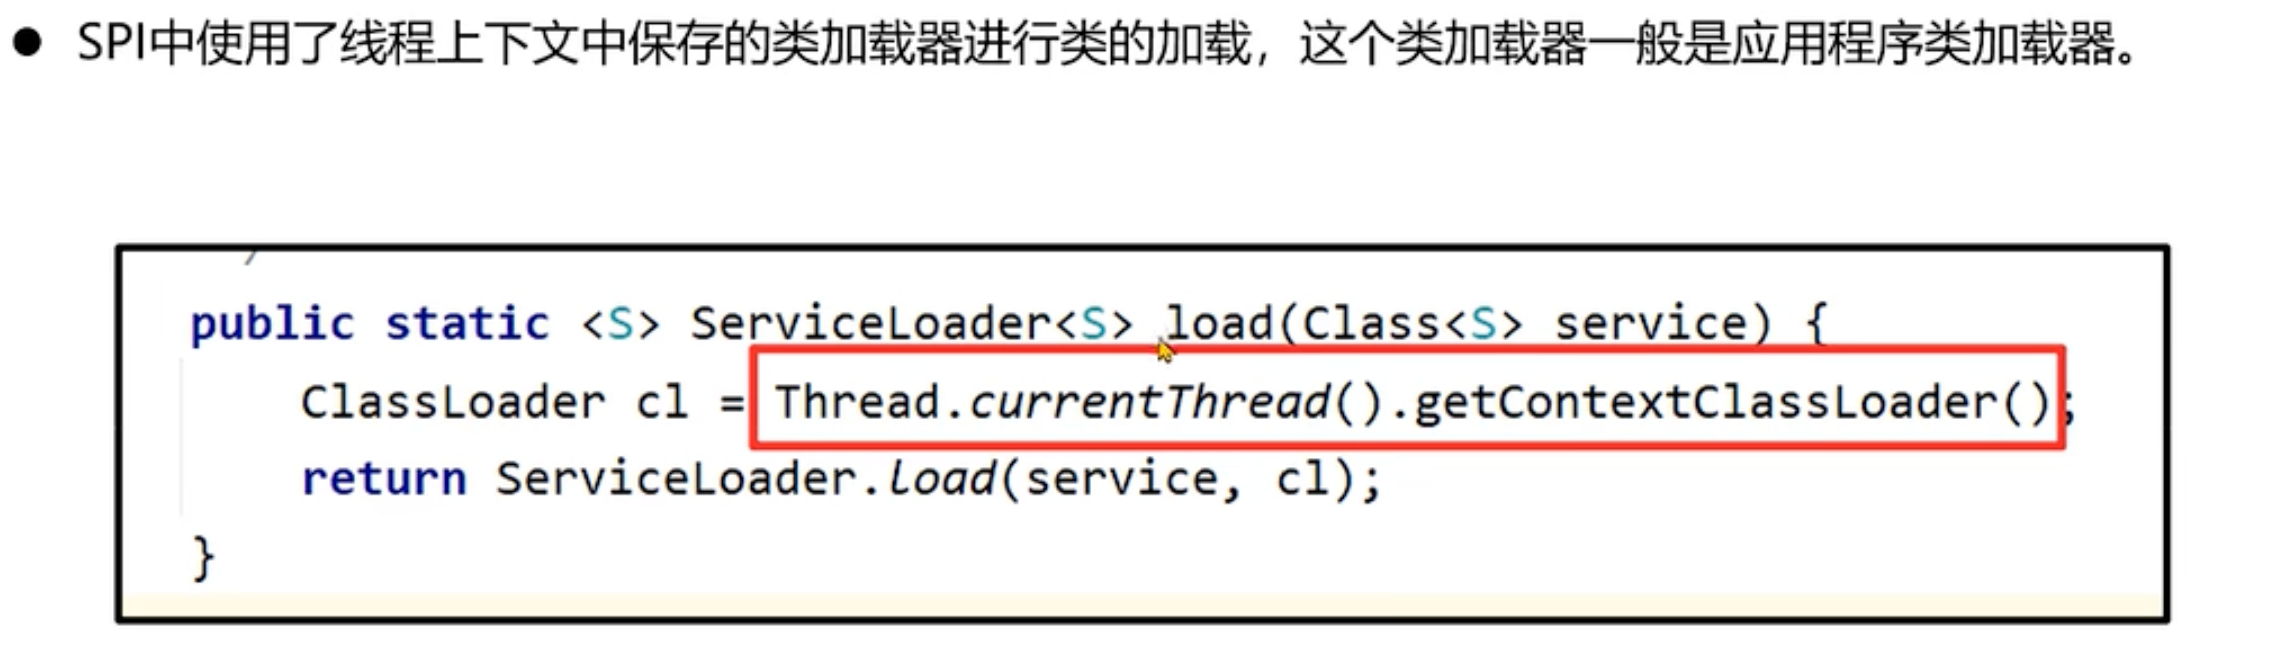 ● SPI中使用了线程上下文中保存的类加载器进行类的加载，这个类加载器一般是应用程序类加载器。
public static <S> ServiceLoader<S> load(Class<S> service) {
ClassLoader cl = Thread.currentThread().getContextClassLoader();
return ServiceLoader.load(service, cl);
}